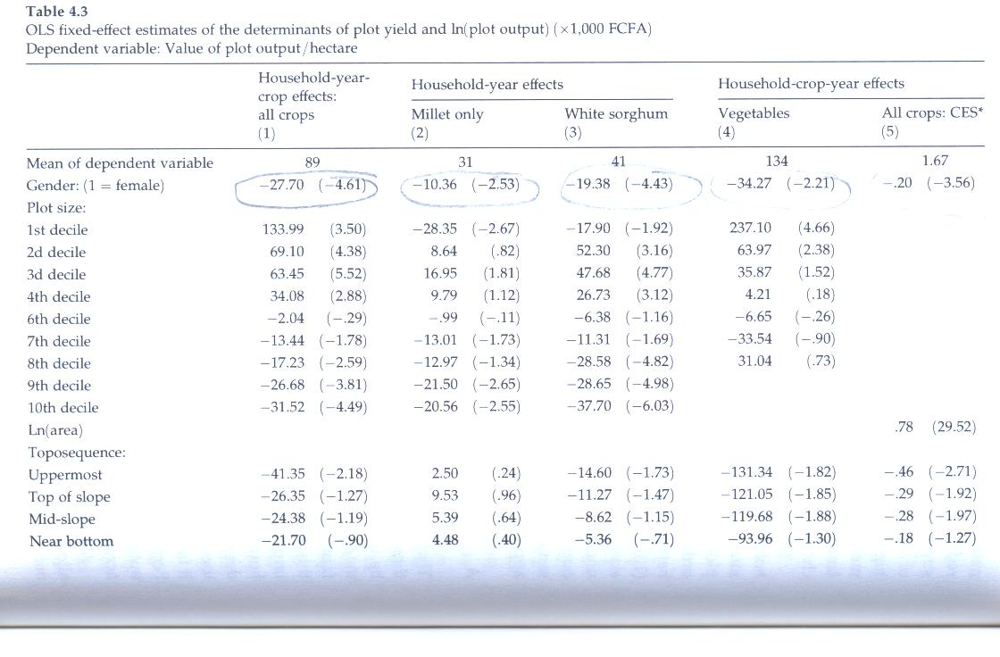 Table 4.3
OLS fixed-effect estimates of the determinants of plot yield and ln(plot output) (×1,000 FCFA)
Dependent variable: Value of plot output/hectare
Household-year-crop effects: all crops (1) Household-year effects Household-crop-year effects
Millet only (2) White sorghum (3) Vegetables (4) All crops: CES* (5)
Mean of dependent variable 89 31 41 134 1.67
Gender: (1 = female) −27.70 (−4.61) −10.36 (−2.53) −19.38 (−4.43) −34.27 (−2.21) −.20 (−3.56)
Plot size:
1st decile 133.99 (3.50) −28.35 (−2.67) −17.90 (−1.92) 237.10 (4.66)
2d decile 69.10 (4.38) 8.64 (.82) 52.30 (3.16) 63.97 (2.38)
3d decile 63.45 (5.52) 16.95 (1.81) 47.68 (4.77) 35.87 (1.52)
4th decile 34.08 (2.88) 9.79 (1.12) 26.73 (3.12) 4.21 (.18)
6th decile −2.04 (−.29) −.99 (−.11) −6.38 (−1.16) −6.65 (−.26)
7th decile −13.44 (−1.78) −13.01 (−1.73) −11.31 (−1.69) −33.54 (−.90)
8th decile −17.23 (−2.59) −12.97 (−1.34) −28.58 (−4.82) 31.04 (.73)
9th decile −26.68 (−3.81) −21.50 (−2.65) −28.65 (−4.98)
10th decile −31.52 (−4.49) −20.56 (−2.55) −37.70 (−6.03)
Ln(area) .78 (29.52)
Toposequence:
Uppermost −41.35 (−2.18) 2.50 (.24) −14.60 (−1.73) −131.34 (−1.82) −.46 (−2.71)
Top of slope −26.35 (−1.27) 9.53 (.96) −11.27 (−1.47) −121.05 (−1.85) −.29 (−1.92)
Mid-slope −24.38 (−1.19) 5.39 (.64) −8.62 (−1.15) −119.68 (−1.88) −.28 (−1.97)
Near bottom −21.70 (−.90) 4.48 (.40) −5.36 (−.71) −93.96 (−1.30) −.18 (−1.27)